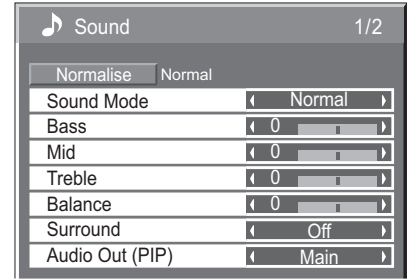 Sound 1/2
Normalise Normal
Sound Mode Normal
Bass 0
Mid 0
Treble 0
Balance 0
Surround Off
Audio Out (PIP) Main